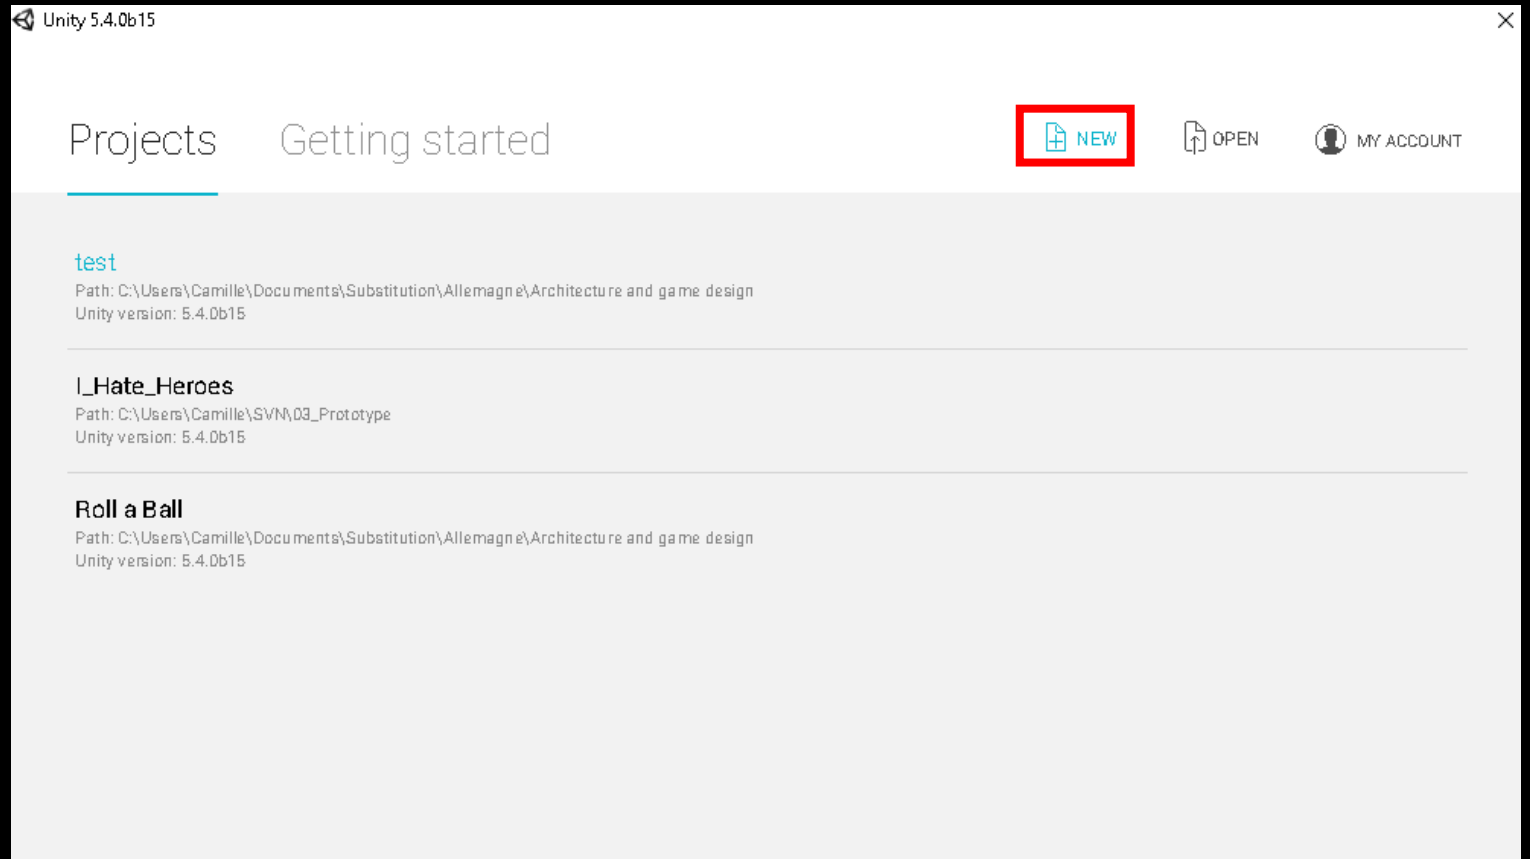 Unity 5.4.0b15
Projects
Getting started
NEW
OPEN
MY ACCOUNT
test
Path: C:\Users\Camille\Documents\Substitution\Allemagne\Architecture and game design
Unity version: 5.4.0b15
I_Hate_Heroes
Path: C:\Users\Camille\SVN\03_Prototype
Unity version: 5.4.0b15
Roll a Ball
Path: C:\Users\Camille\Documents\Substitution\Allemagne\Architecture and game design
Unity version: 5.4.0b15